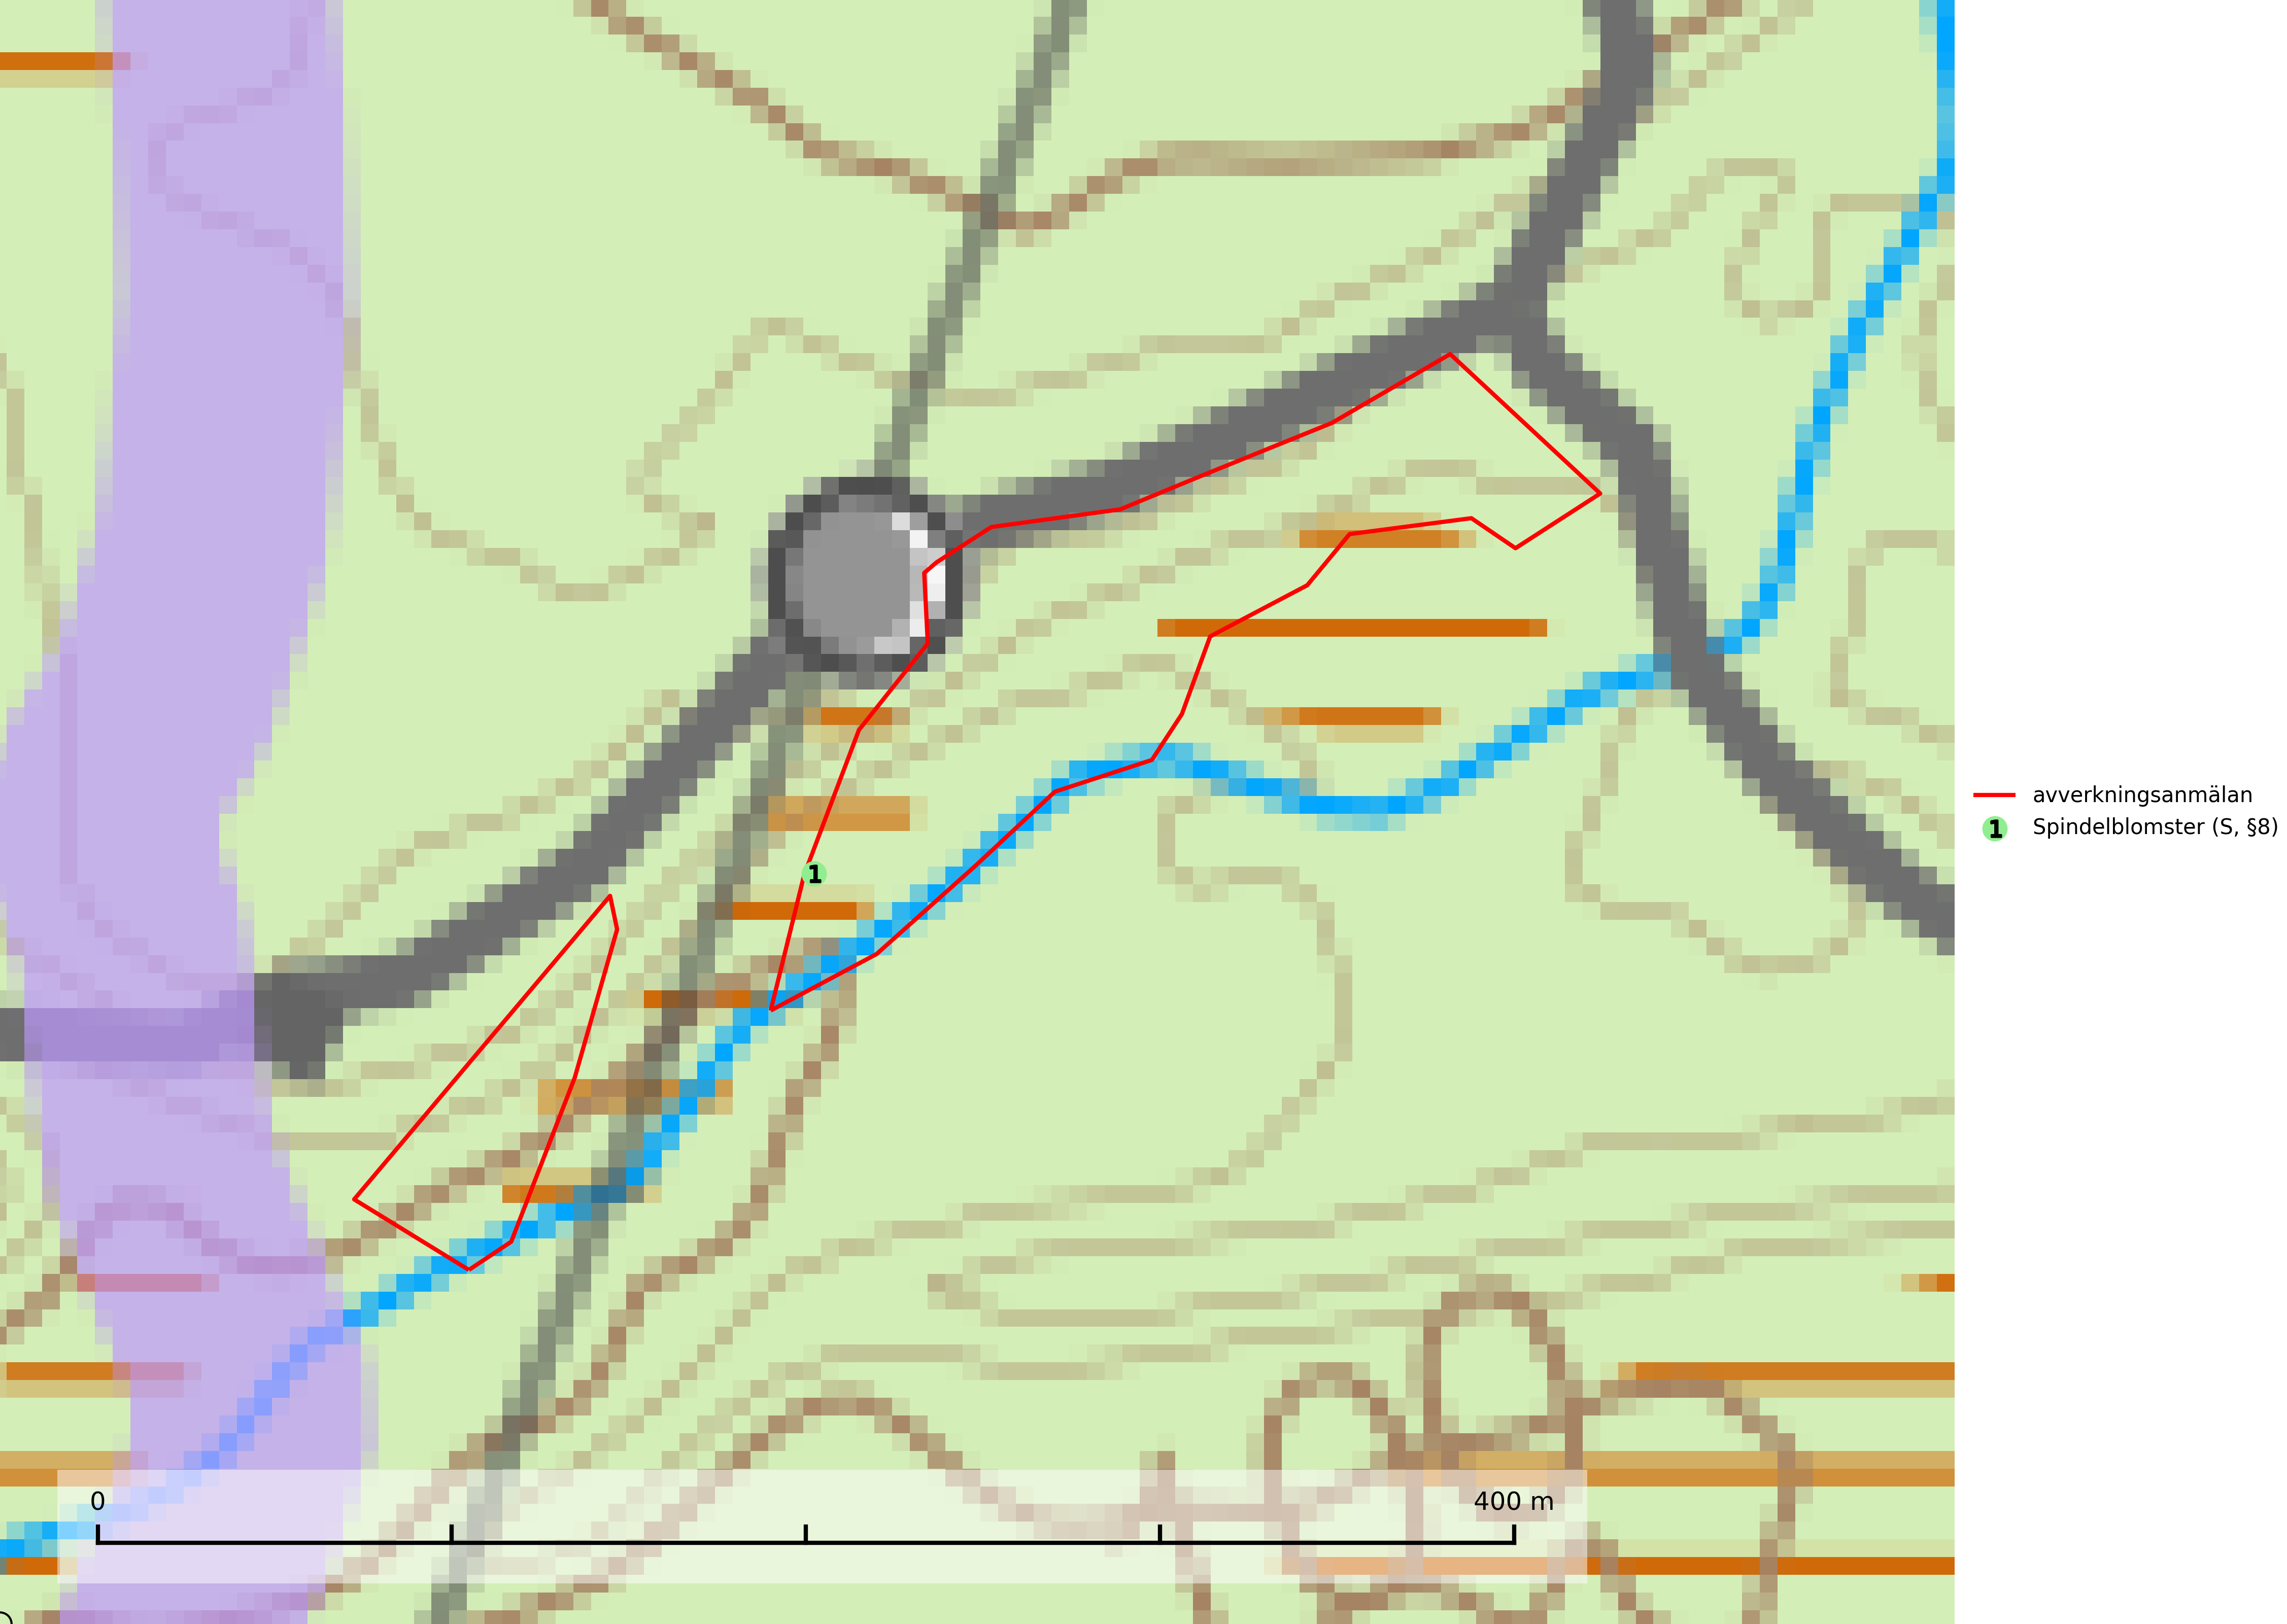 avverkningsanmälan
1 Spindelblomster (S, §8)
1
0 400 m